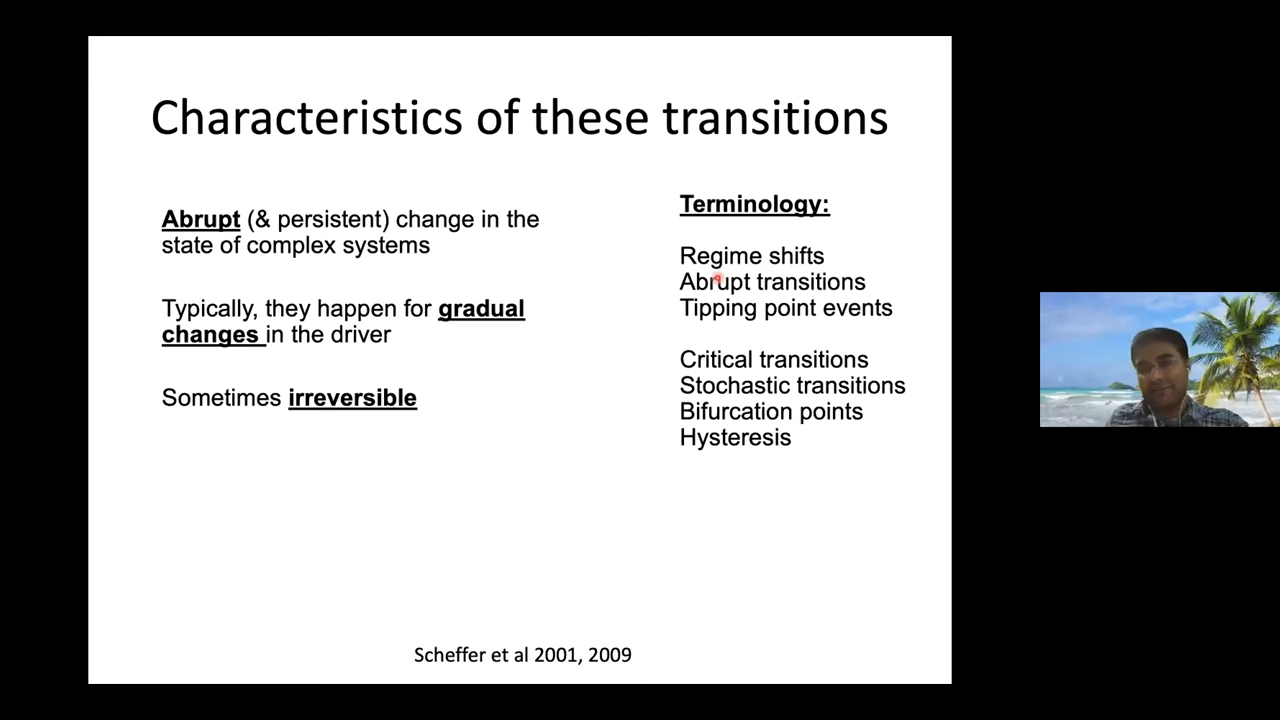 Characteristics of these transitions
Abrupt (& persistent) change in the
state of complex systems
Typically, they happen for gradual
changes in the driver
Sometimes irreversible
Terminology:
Regime shifts
Abrupt transitions
Tipping point events
Critical transitions
Stochastic transitions
Bifurcation points
Hysteresis
Scheffer et al 2001, 2009